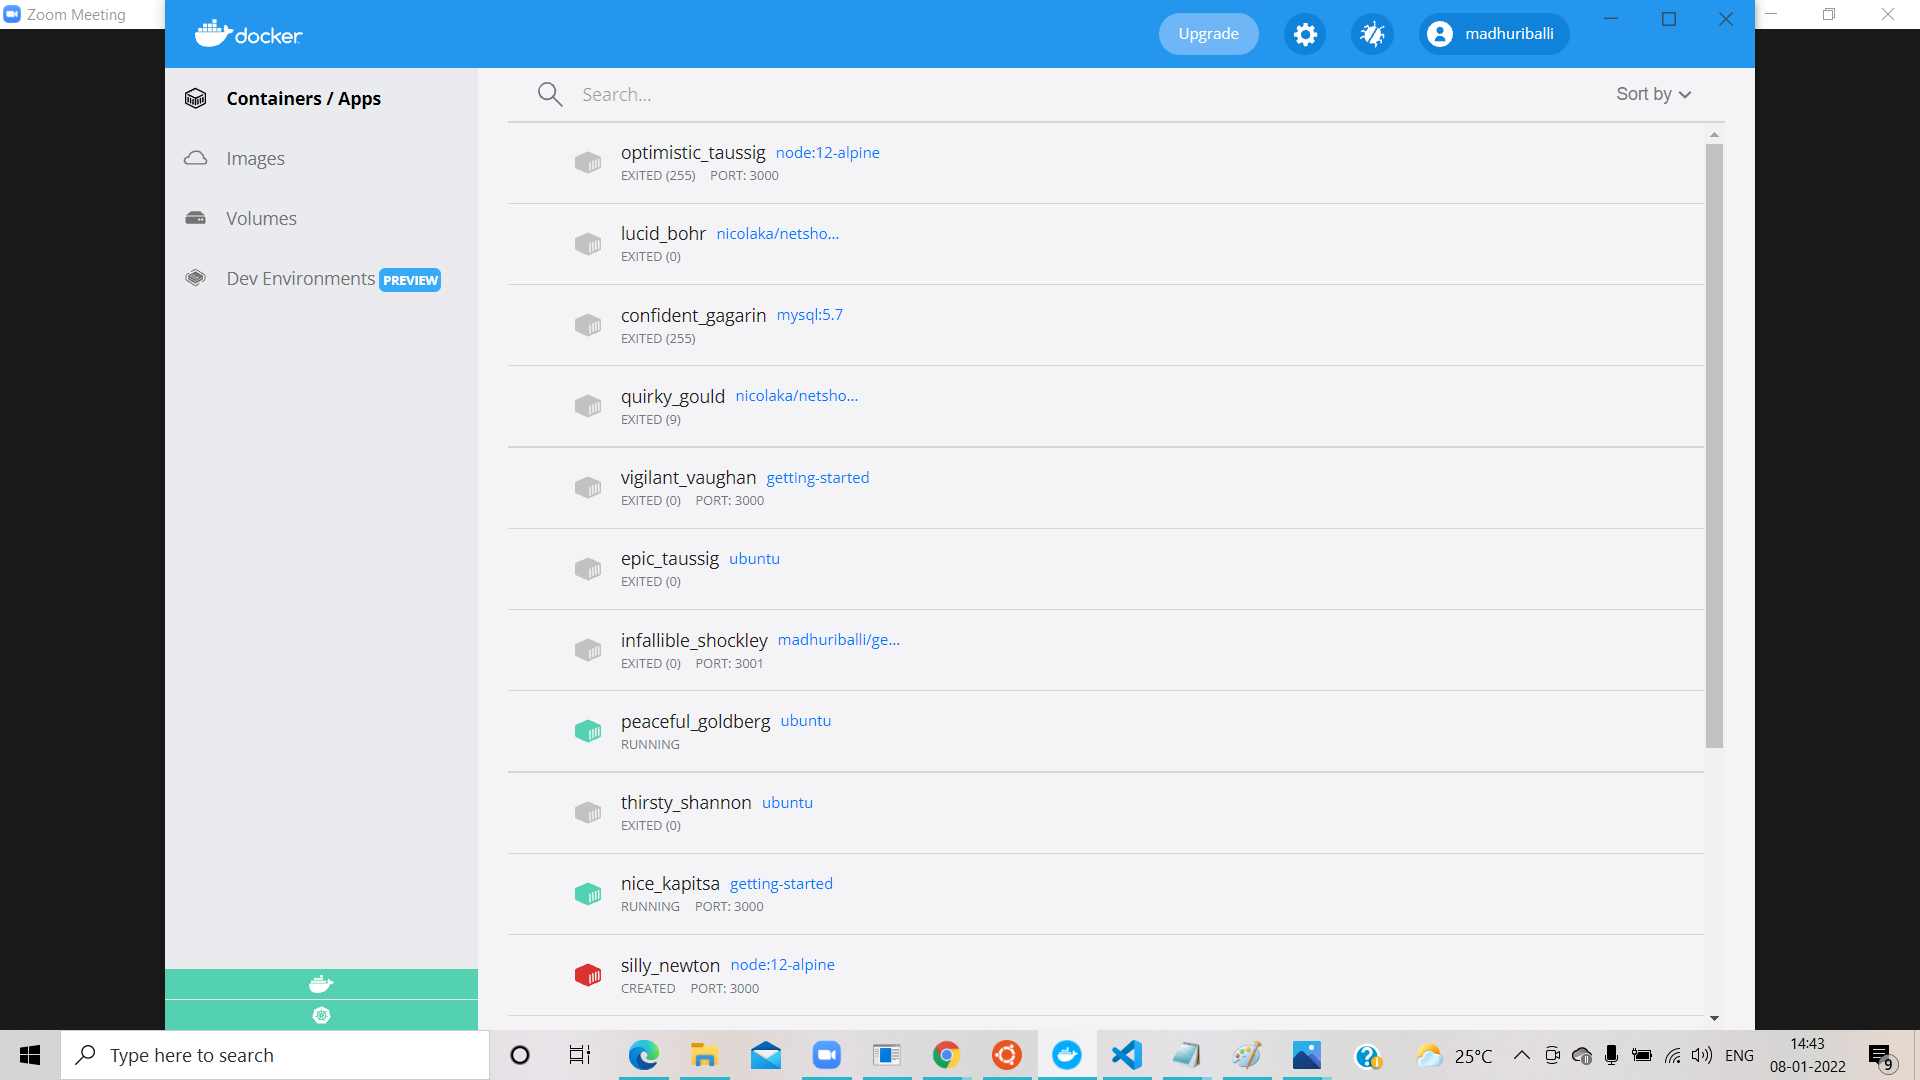 Zoom Meeting
docker
Upgrade
madhuriballi
Containers / Apps
Images
Volumes
Dev Environments PREVIEW
Search...
Sort by
optimistic_taussig node:12-alpine
EXITED (255) PORT: 3000
lucid_bohr nicolaka/netsho...
EXITED (0)
confident_gagarin mysql:5.7
EXITED (255)
quirky_gould nicolaka/netsho...
EXITED (9)
vigilant_vaughan getting-started
EXITED (0) PORT: 3000
epic_taussig ubuntu
EXITED (0)
infallible_shockley madhuriballi/ge...
EXITED (0) PORT: 3001
peaceful_goldberg ubuntu
RUNNING
thirsty_shannon ubuntu
EXITED (0)
nice_kapitsa getting-started
RUNNING PORT: 3000
silly_newton node:12-alpine
CREATED PORT: 3000
Type here to search
25°C
ENG
14:43
08-01-2022
9